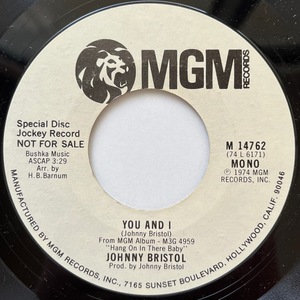 MGM
RECORDS
Special Disc
Jockey Record
NOT FOR SALE
Bushka Music
ASCAP 3:29
Arr. by
H.B. Barnum
M 14762
(74 L 6171)
MONO
℗ 1974 MGM
RECORDS, INC.
YOU AND I
(Johnny Bristol)
From MGM Album - M3G 4959
"Hang On In There Baby"
JOHNNY BRISTOL
Prod. by Johnny Bristol
MANUFACTURED BY MGM RECORDS, INC., 7165 SUNSET BOULEVARD, HOLLYWOOD, CALIF. 90046